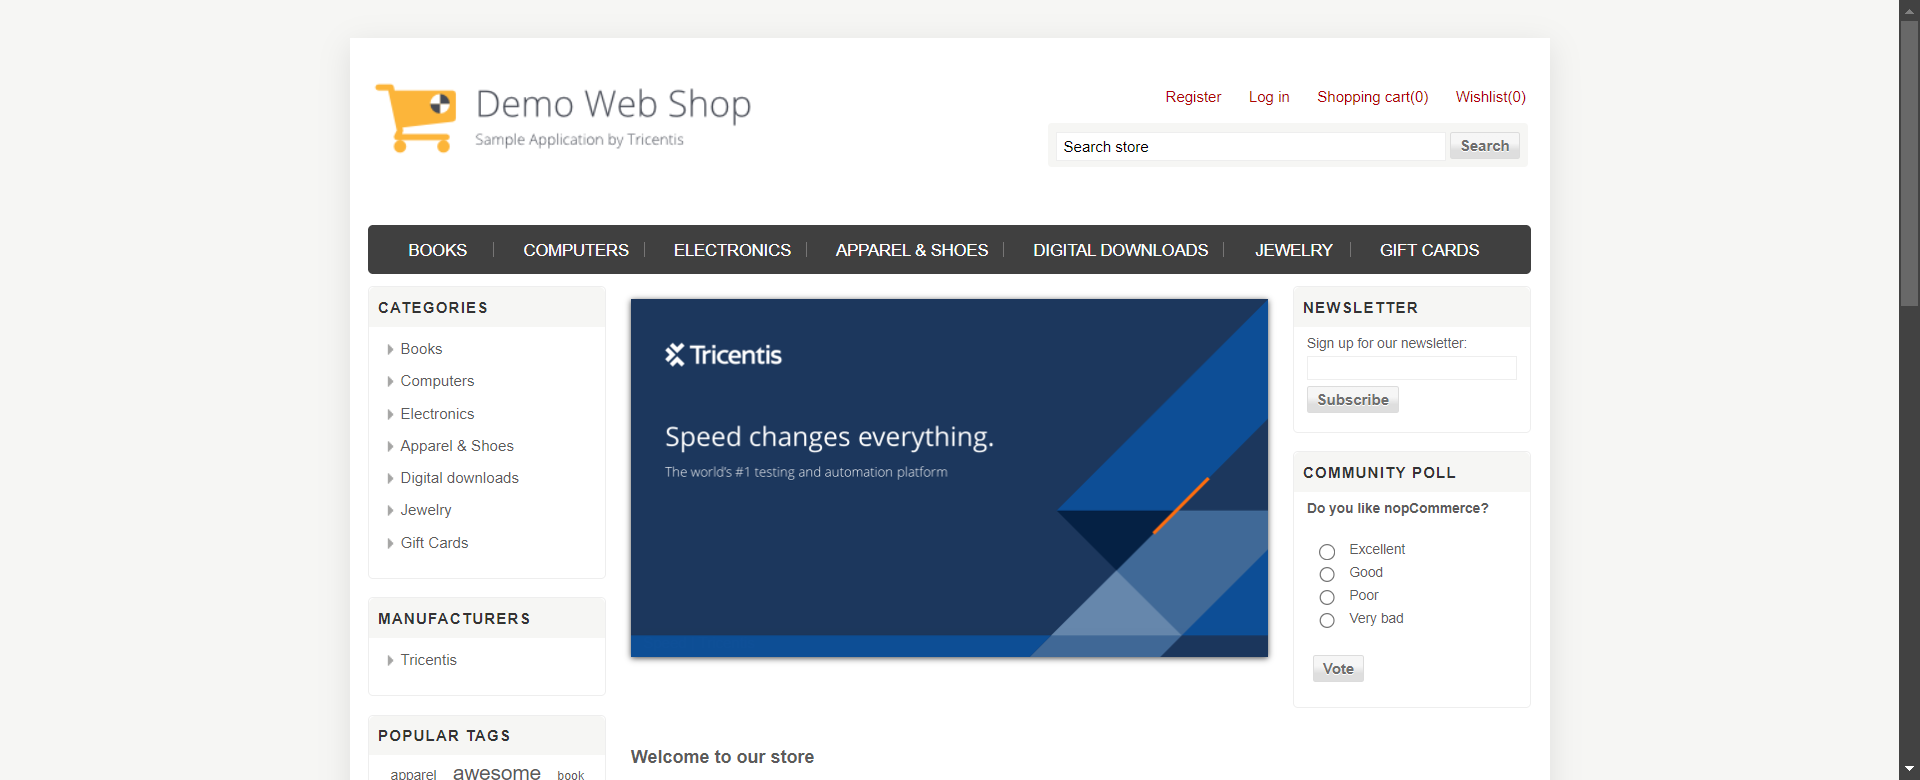 Demo Web Shop
Sample Application by Tricentis
Register Log in Shopping cart(0) Wishlist(0)
Search store Search
BOOKS COMPUTERS ELECTRONICS APPAREL & SHOES DIGITAL DOWNLOADS JEWELRY GIFT CARDS
CATEGORIES
Books
Computers
Electronics
Apparel & Shoes
Digital downloads
Jewelry
Gift Cards
MANUFACTURERS
Tricentis
POPULAR TAGS
apparel awesome book
Tricentis
Speed changes everything.
The world's #1 testing and automation platform
Welcome to our store
NEWSLETTER
Sign up for our newsletter:
Subscribe
COMMUNITY POLL
Do you like nopCommerce?
Excellent
Good
Poor
Very bad
Vote